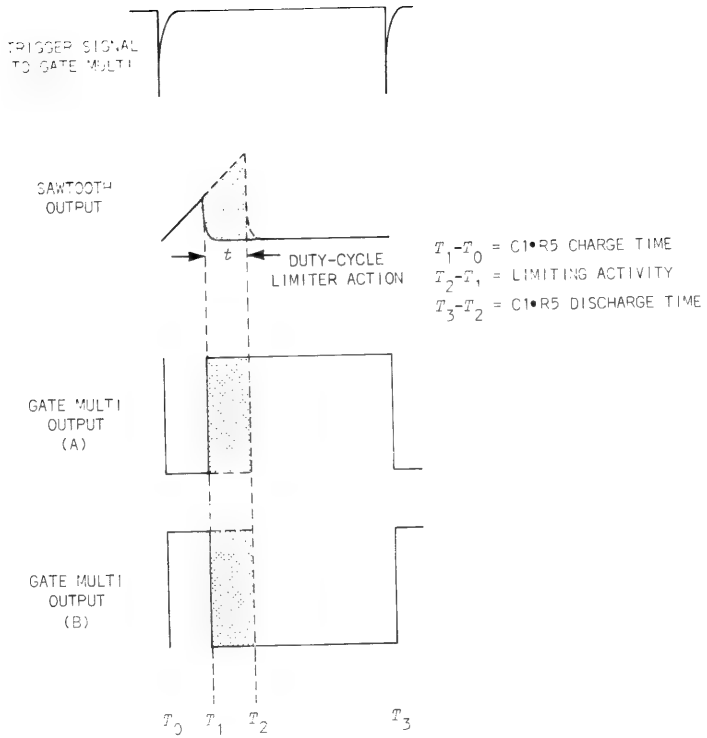 TRIGGER SIGNAL
TO GATE MULTI
SAWTOOTH
OUTPUT
t
DUTY-CYCLE
LIMITER ACTION
T1-T0 = C1•R5 CHARGE TIME
T2-T1 = LIMITING ACTIVITY
T3-T2 = C1•R5 DISCHARGE TIME
GATE MULTI
OUTPUT
(A)
GATE MULTI
OUTPUT
(B)
T0 T1 T2 T3